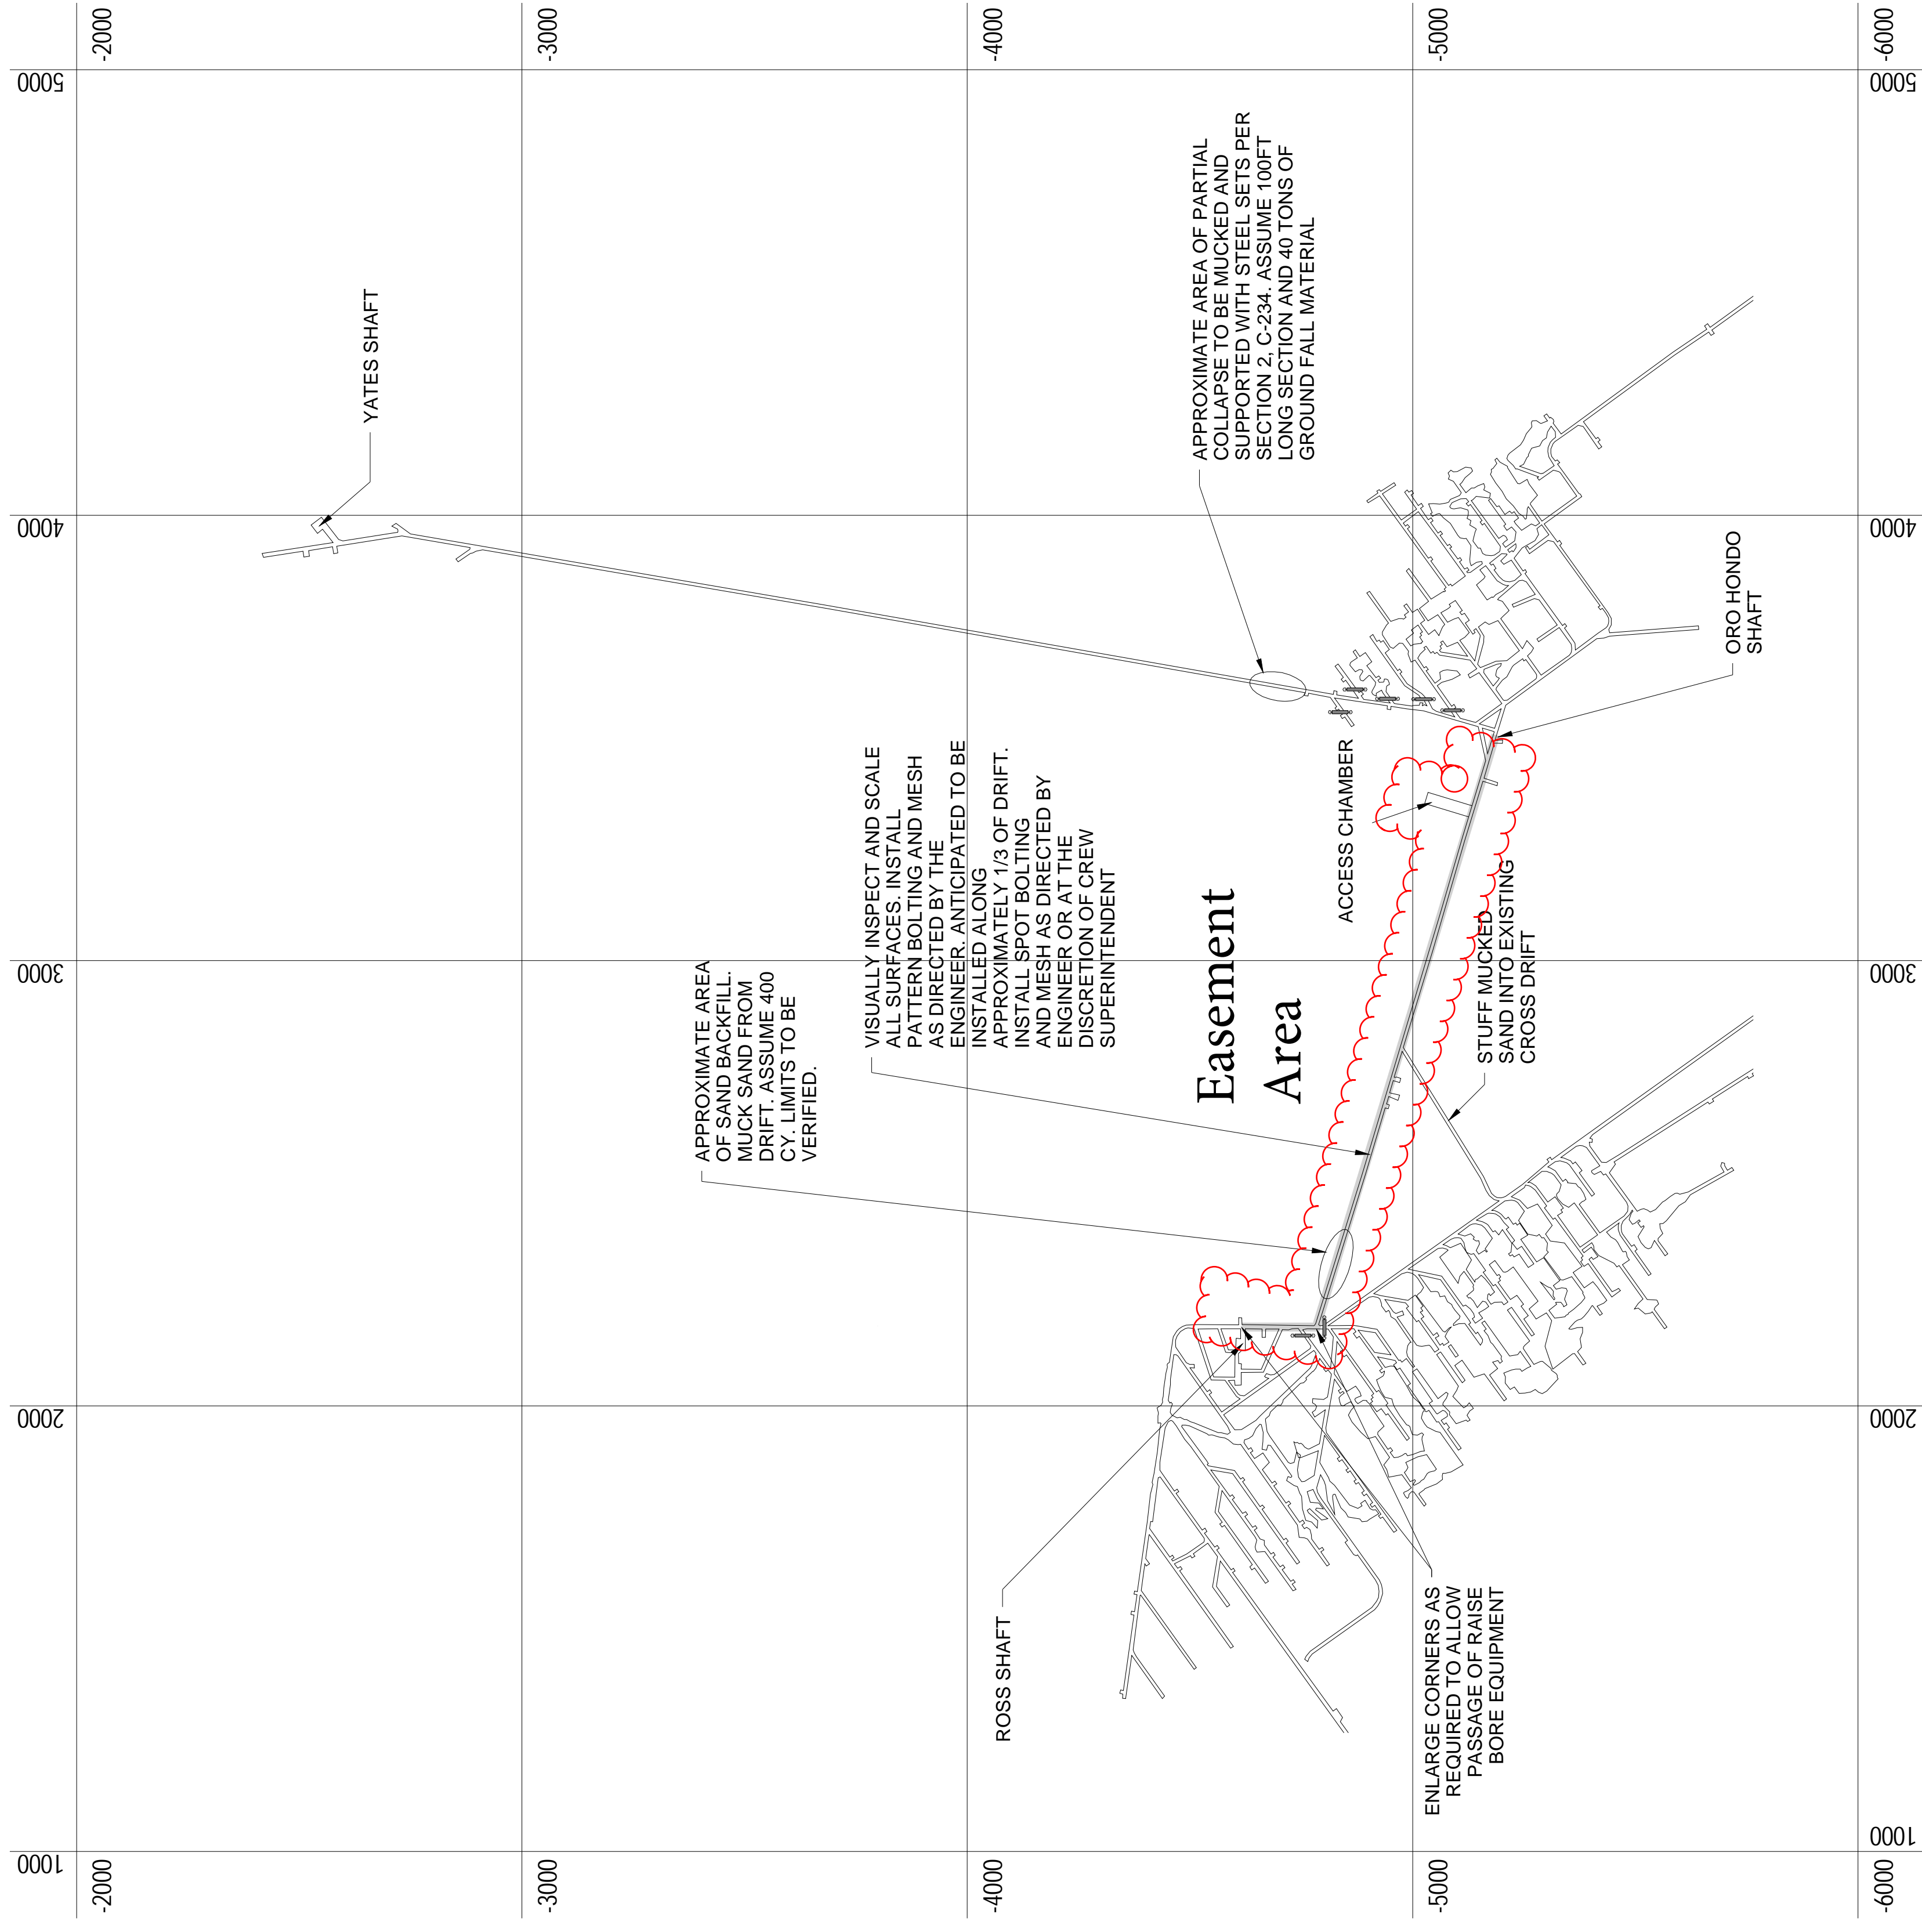 -2000
-3000
-4000
-5000
-6000
5000
5000
4000
4000
3000
3000
2000
2000
1000
1000
-2000
-3000
-4000
-5000
-6000
YATES SHAFT
APPROXIMATE AREA OF PARTIAL
COLLAPSE TO BE MUCKED AND
SUPPORTED WITH STEEL SETS PER
SECTION 2, C-234. ASSUME 100FT
LONG SECTION AND 40 TONS OF
GROUND FALL MATERIAL
ORO HONDO
SHAFT
ACCESS CHAMBER
VISUALLY INSPECT AND SCALE
ALL SURFACES. INSTALL
PATTERN BOLTING AND MESH
AS DIRECTED BY THE
ENGINEER. ANTICIPATED TO BE
INSTALLED ALONG
APPROXIMATELY 1/3 OF DRIFT.
INSTALL SPOT BOLTING
AND MESH AS DIRECTED BY
ENGINEER OR AT THE
DISCRETION OF CREW
SUPERINTENDENT
Easement
Area
APPROXIMATE AREA
OF SAND BACKFILL.
MUCK SAND FROM
DRIFT. ASSUME 400
CY. LIMITS TO BE
VERIFIED.
STUFF MUCKED
SAND INTO EXISTING
CROSS DRIFT
ROSS SHAFT
ENLARGE CORNERS AS
REQUIRED TO ALLOW
PASSAGE OF RAISE
BORE EQUIPMENT